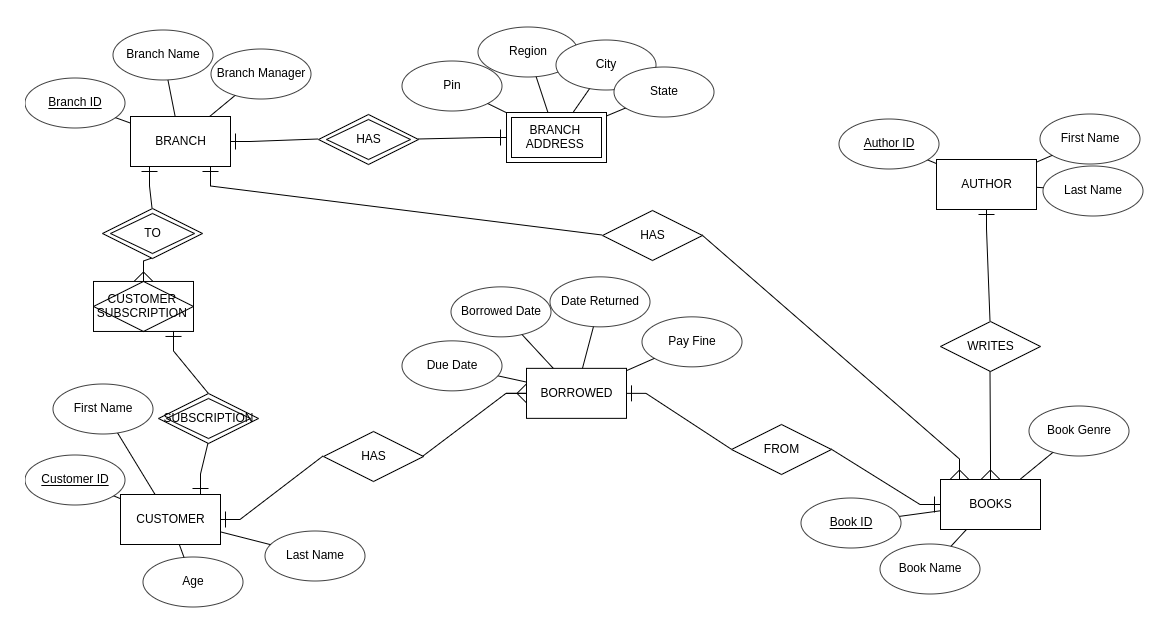 Branch Name
Region
City
Branch Manager
Pin
State
Branch ID
BRANCH
HAS
BRANCH
ADDRESS
Author ID
First Name
AUTHOR
Last Name
TO
HAS
CUSTOMER
SUBSCRIPTION
Borrowed Date
Date Returned
Pay Fine
WRITES
Due Date
BORROWED
First Name
SUBSCRIPTION
Book Genre
HAS
FROM
Customer ID
CUSTOMER
BOOKS
Book ID
Last Name
Age
Book Name